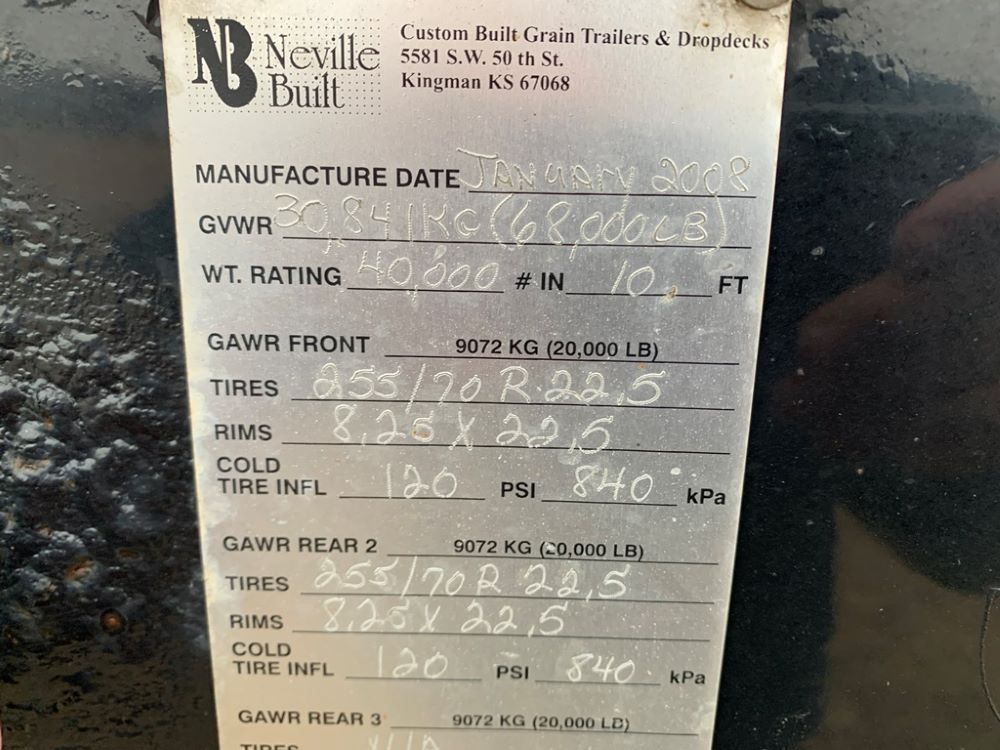 NB Neville Built
Custom Built Grain Trailers & Dropdecks
5581 S.W. 50 th St.
Kingman KS 67068
MANUFACTURE DATE JANUARY 2008
GVWR 30,841KG (68,000LB)
WT. RATING 40,000 # IN 10 FT
GAWR FRONT 9072 KG (20,000 LB)
TIRES 255/70 R 22.5
RIMS 8.25 X 22.5
COLD
TIRE INFL 120 PSI 840 kPa
GAWR REAR 2 9072 KG (20,000 LB)
TIRES 255/70R 22.5
RIMS 8.25 X 22.5
COLD
TIRE INFL 120 PSI 840 kPa
GAWR REAR 3 9072 KG (20,000 LB)
TIRES